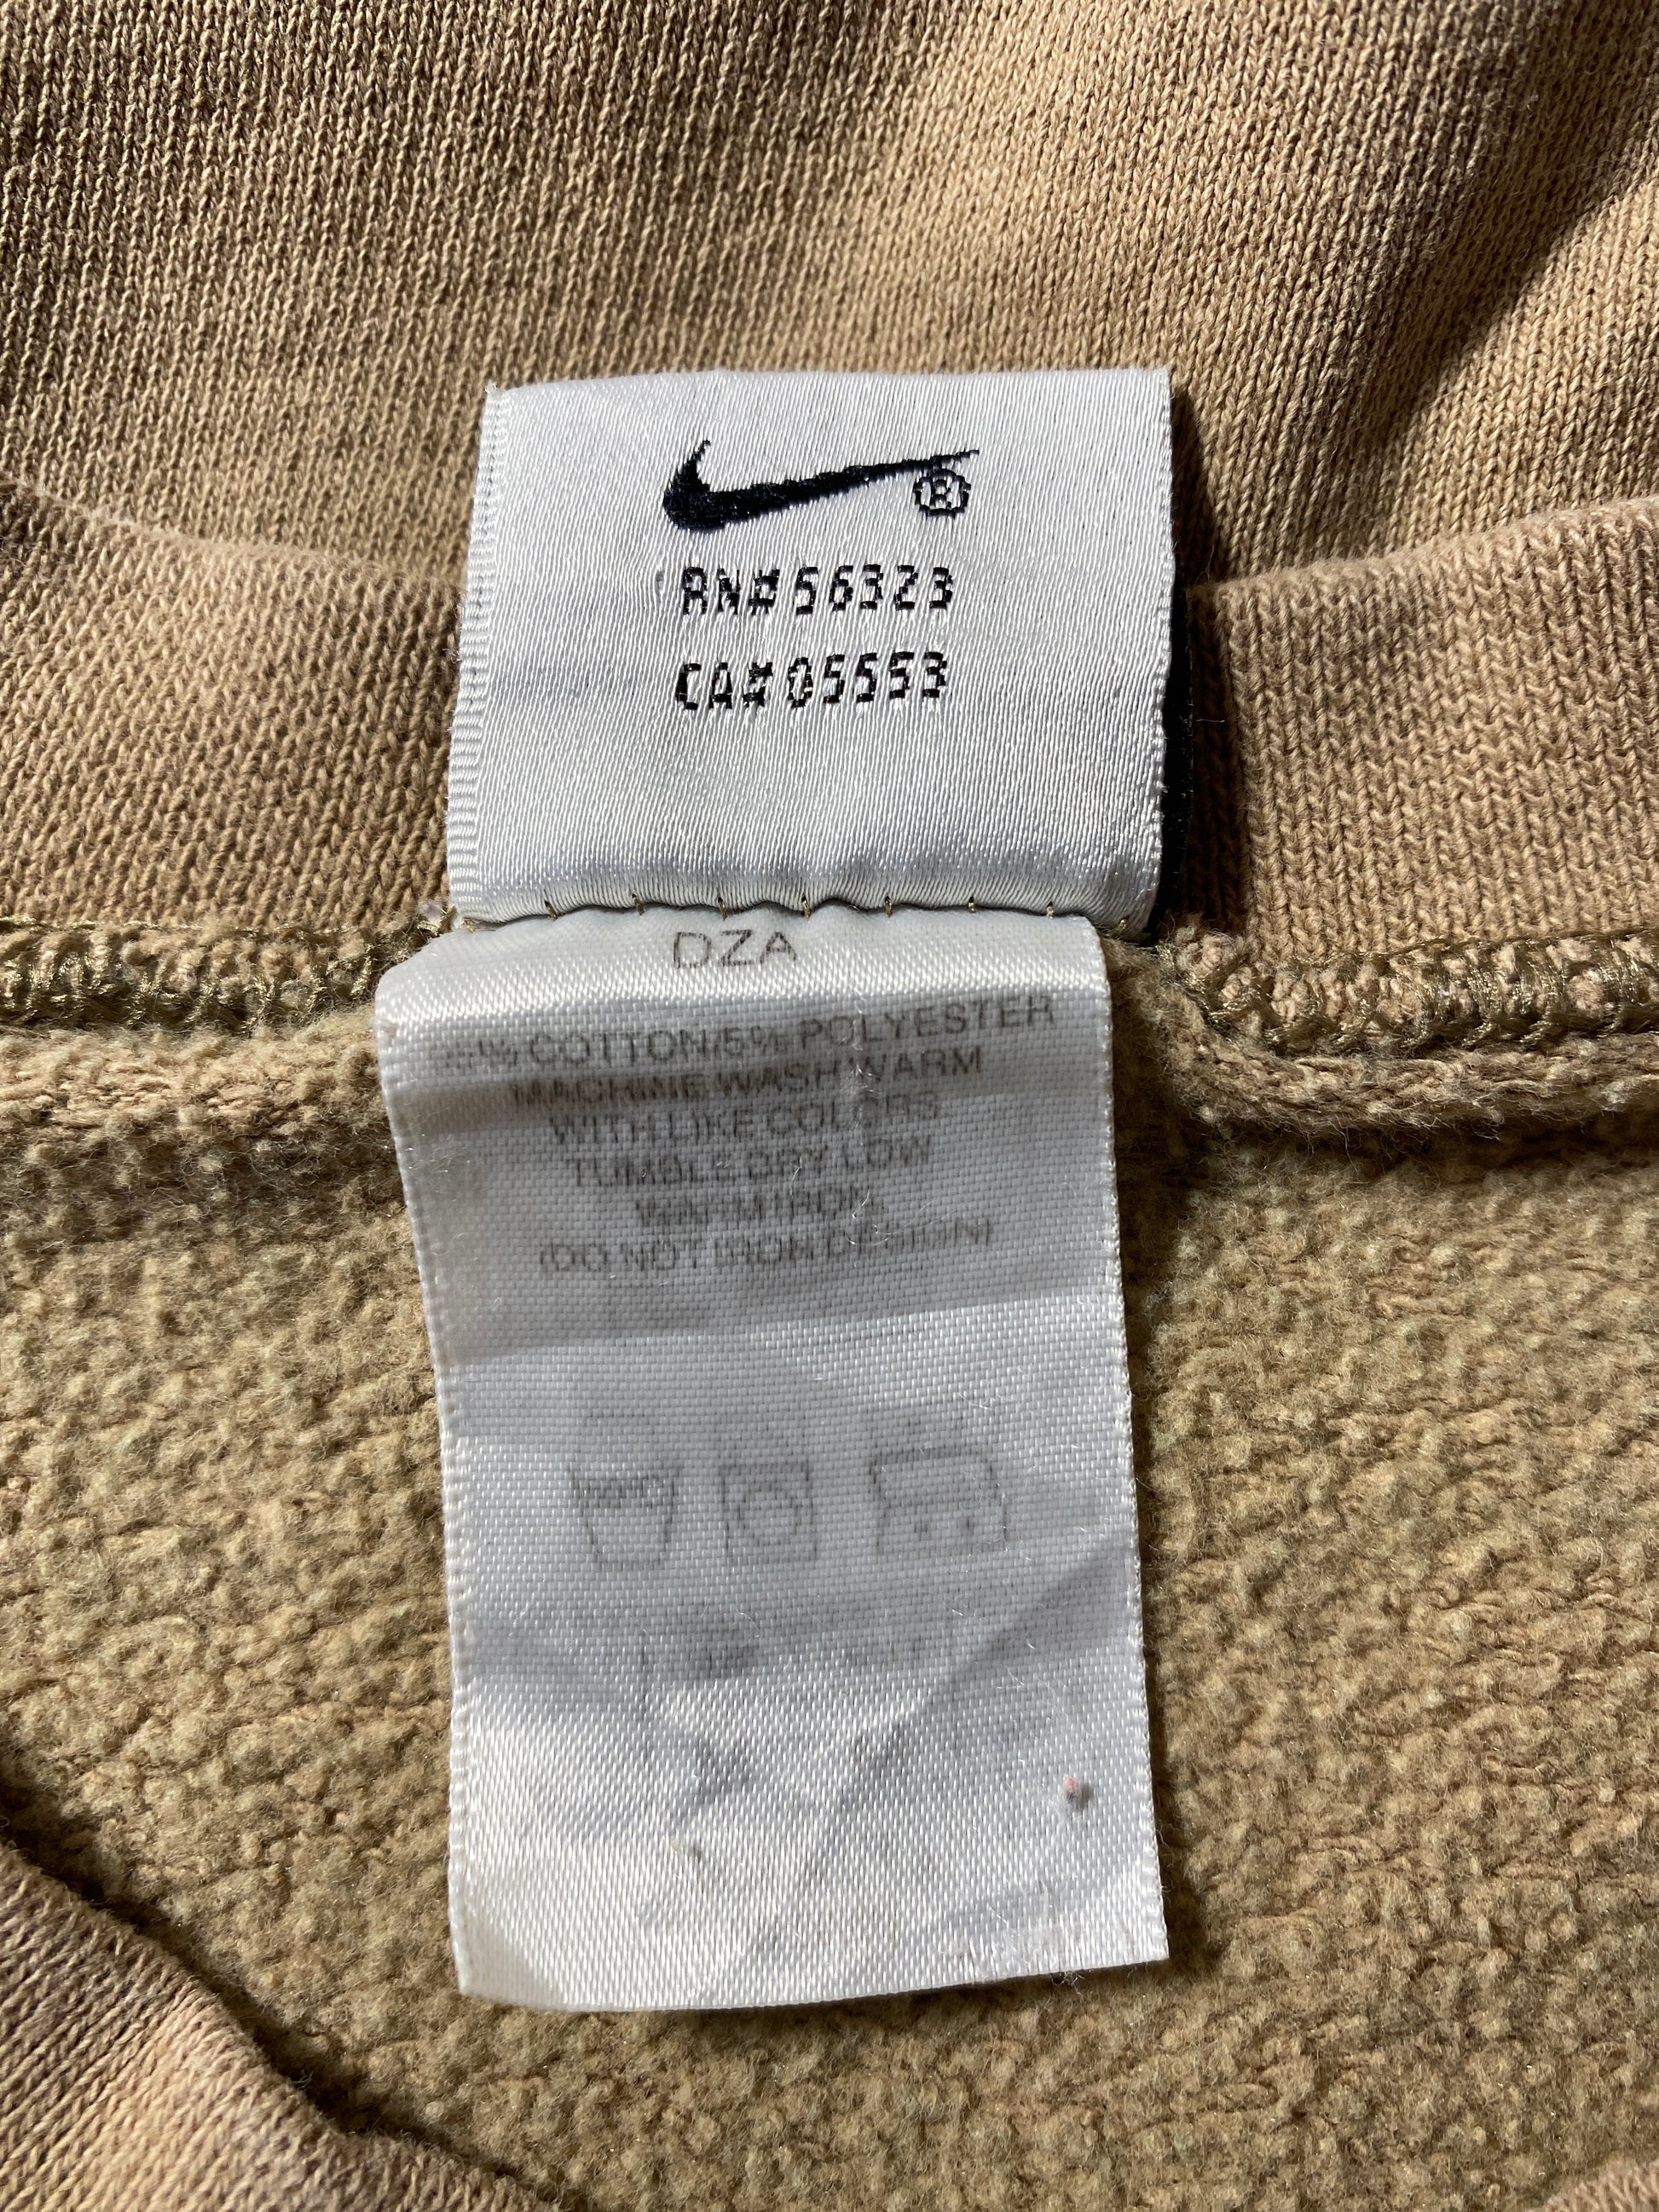 ®
RN# 56323
CA# 05553
DZA
% COTTON/5% POLYESTER
MACHINE WASH WARM
WITH LIKE COLORS
TUMBLE DRY LOW
WARM IRON
(DO NOT IRON DESIGN)